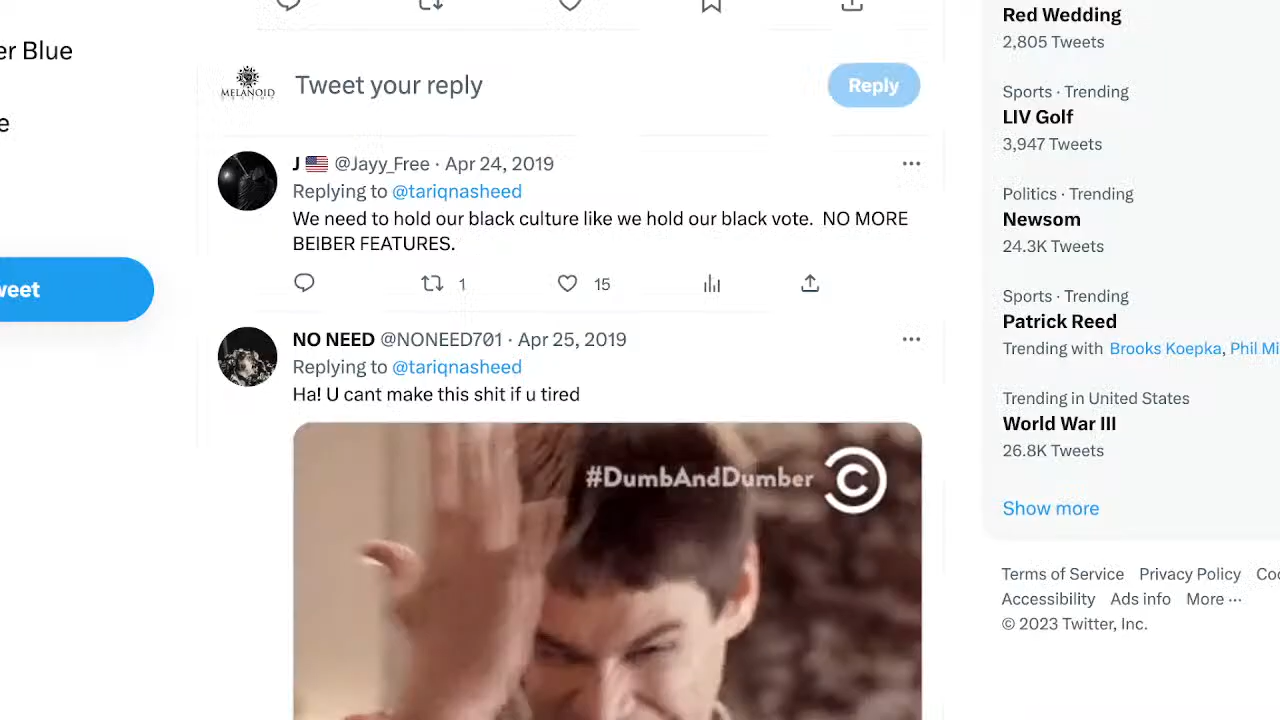 er Blue
e
weet
MELANOID
Tweet your reply
Reply
J @Jayy_Free · Apr 24, 2019
Replying to @tariqnasheed
We need to hold our black culture like we hold our black vote. NO MORE
BEIBER FEATURES.
1
15
NO NEED @NONEED701 · Apr 25, 2019
Replying to @tariqnasheed
Ha! U cant make this shit if u tired
#DumbAndDumber
Red Wedding
2,805 Tweets
Sports · Trending
LIV Golf
3,947 Tweets
Politics · Trending
Newsom
24.3K Tweets
Sports · Trending
Patrick Reed
Trending with Brooks Koepka, Phil Mi
Trending in United States
World War III
26.8K Tweets
Show more
Terms of Service Privacy Policy Coo
Accessibility Ads info More ···
© 2023 Twitter, Inc.